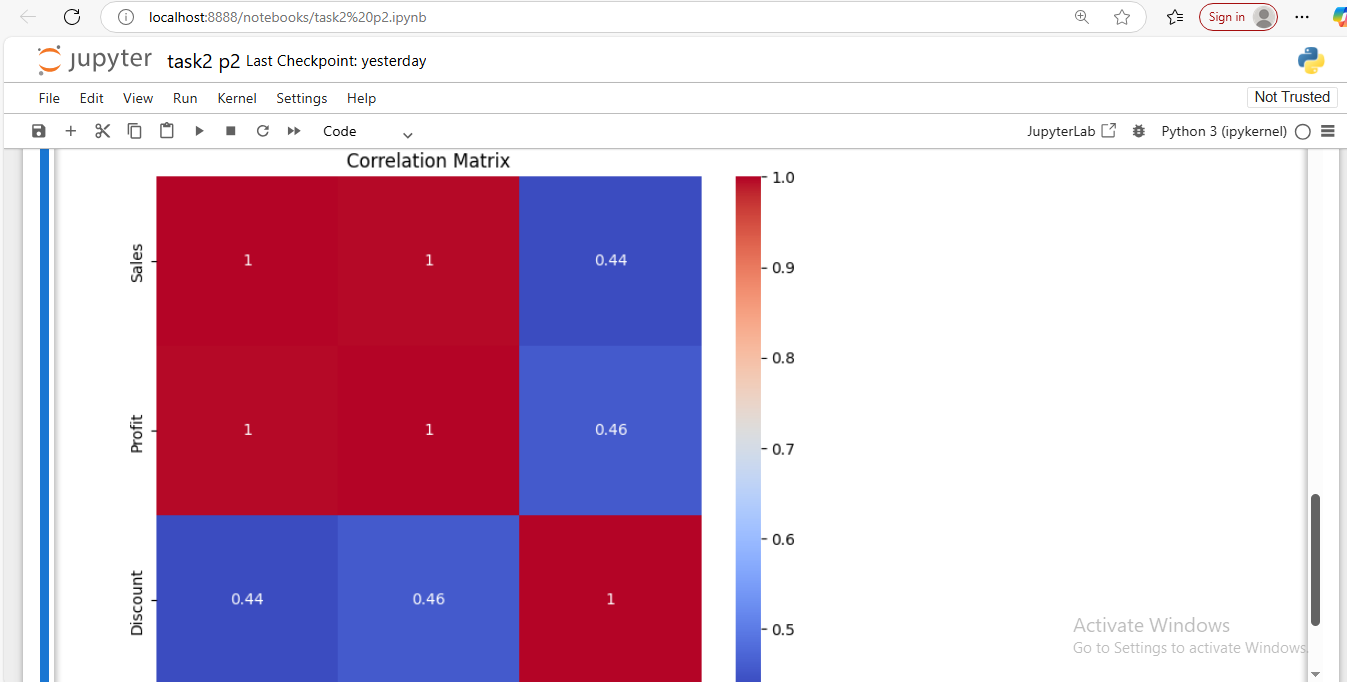 localhost:8888/notebooks/task2%20p2.ipynb
Sign in
jupyter task2 p2 Last Checkpoint: yesterday
File Edit View Run Kernel Settings Help
Not Trusted
Code
JupyterLab
Python 3 (ipykernel)
Correlation Matrix
1.0
Sales 1 1 0.44
0.9
0.8
Profit 1 1 0.46
0.7
0.6
Discount 0.44 0.46 1
0.5
Activate Windows
Go to Settings to activate Windows.